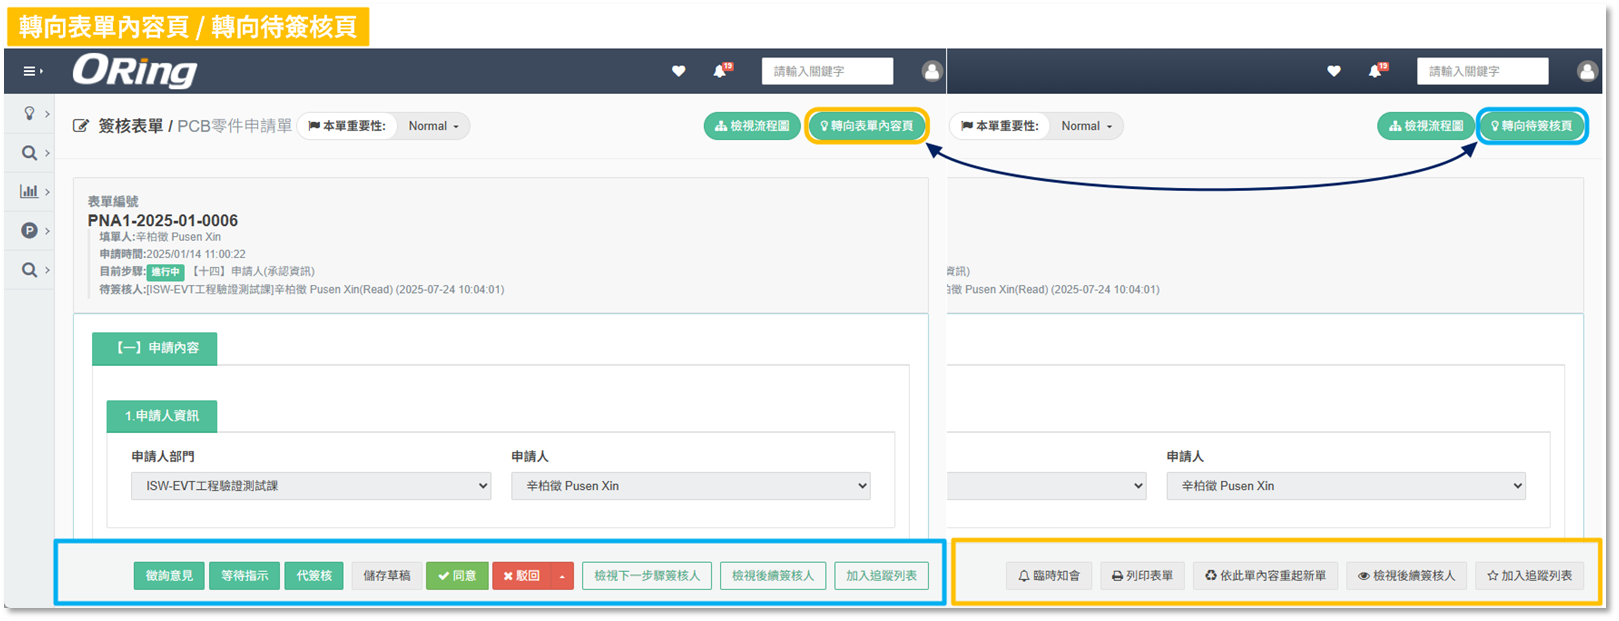 轉向表單內容頁 / 轉向待簽核頁
ORing
19
請輸入關鍵字
19
請輸入關鍵字
簽核表單 / PCB零件申請單
本單重要性:
Normal
檢視流程圖
轉向表單內容頁
本單重要性:
Normal
檢視流程圖
轉向待簽核頁
表單編號
PNA1-2025-01-0006
填單人:辛柏徵 Pusen Xin
申請時間:2025/01/14 11:00:22
目前步驟:進行中【十四】申請人(承認資訊)
資訊)
待簽核人:[ISW-EVT工程驗證測試課]辛柏徵 Pusen Xin(Read) (2025-07-24 10:04:01)
徵 Pusen Xin(Read) (2025-07-24 10:04:01)
【一】申請內容
1.申請人資訊
申請人部門
申請人
申請人
ISW-EVT工程驗證測試課
辛柏徵 Pusen Xin
辛柏徵 Pusen Xin
徵詢意見
等待指示
代簽核
儲存草稿
同意
駁回
檢視下一步驟簽核人
檢視後續簽核人
加入追蹤列表
臨時知會
列印表單
依此單內容重起新單
檢視後續簽核人
加入追蹤列表